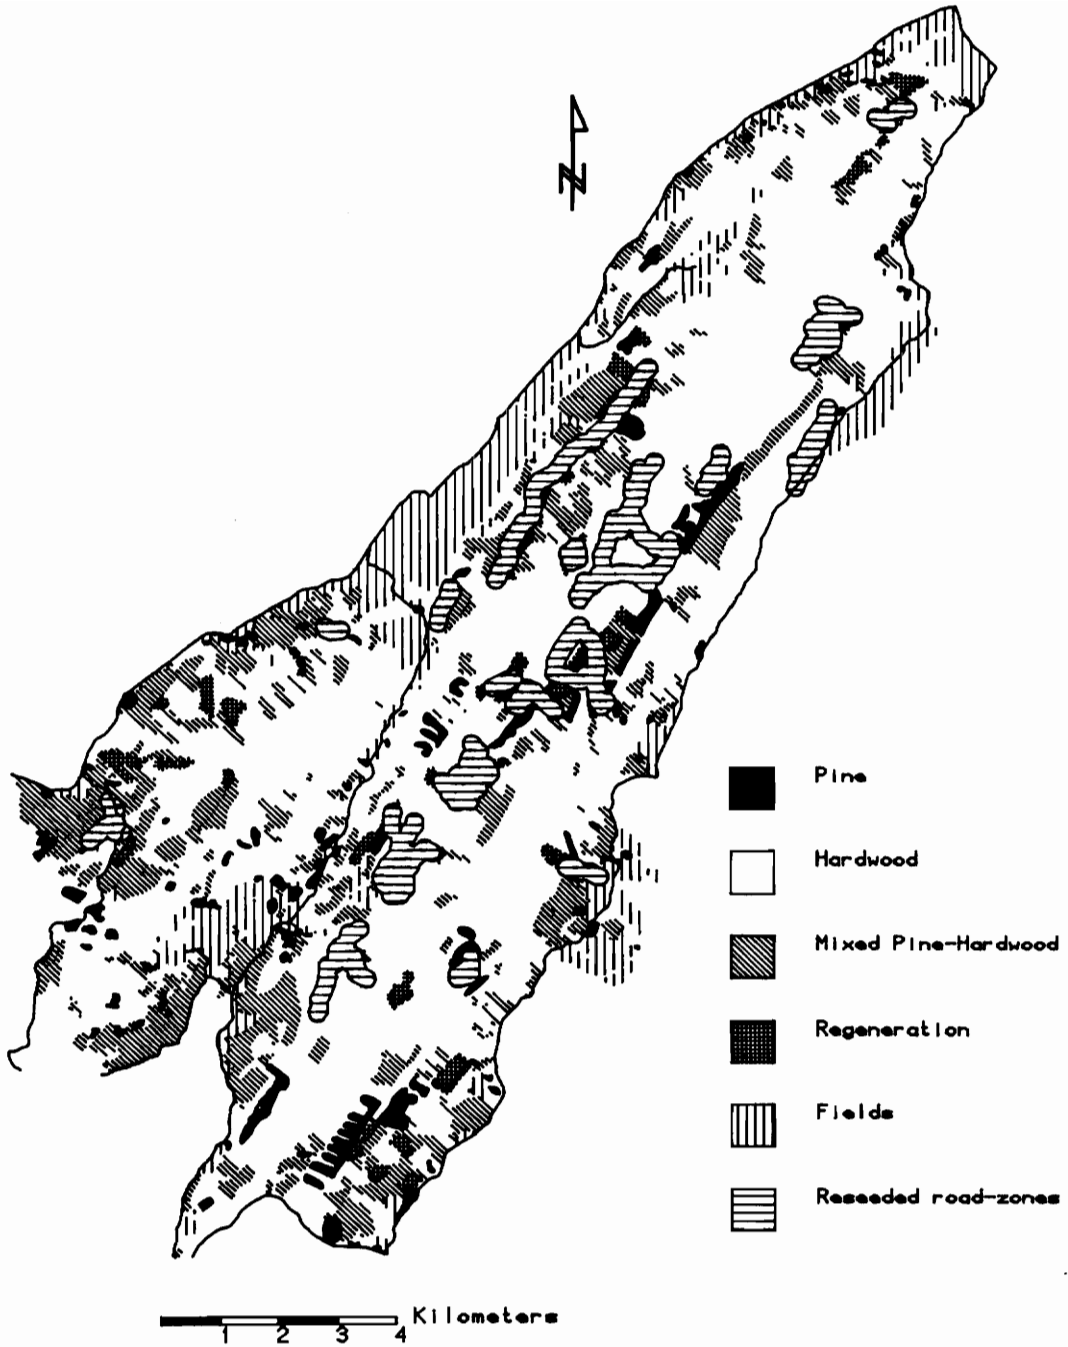 N
Pine
Hardwood
Mixed Pine-Hardwood
Regeneration
Fields
Reseeded road-zones
Kilometers
1 2 3 4